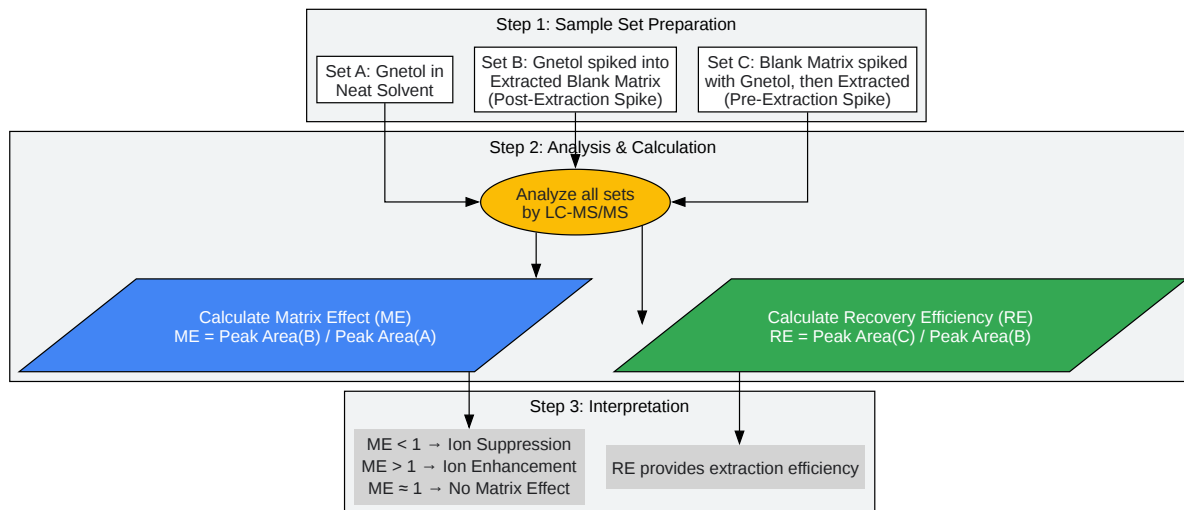 Step 1: Sample Set Preparation
Set A: Gnetol in
Neat Solvent
Set B: Gnetol spiked into
Extracted Blank Matrix
(Post-Extraction Spike)
Set C: Blank Matrix spiked
with Gnetol, then Extracted
(Pre-Extraction Spike)
Step 2: Analysis & Calculation
Analyze all sets
by LC-MS/MS
Calculate Matrix Effect (ME)
ME = Peak Area(B) / Peak Area(A)
Calculate Recovery Efficiency (RE)
RE = Peak Area(C) / Peak Area(B)
Step 3: Interpretation
ME < 1 → Ion Suppression
ME > 1 → Ion Enhancement
ME ≈ 1 → No Matrix Effect
RE provides extraction efficiency